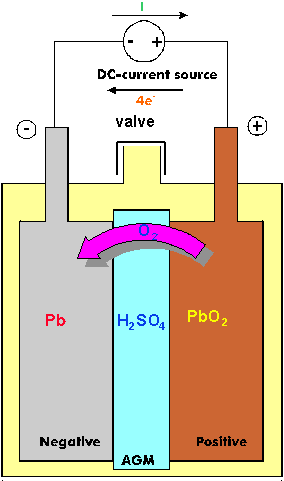 I
- +
DC-current source
4e⁻
valve
- +
O₂
Pb H₂SO₄ PbO₂
Negative Positive
AGM